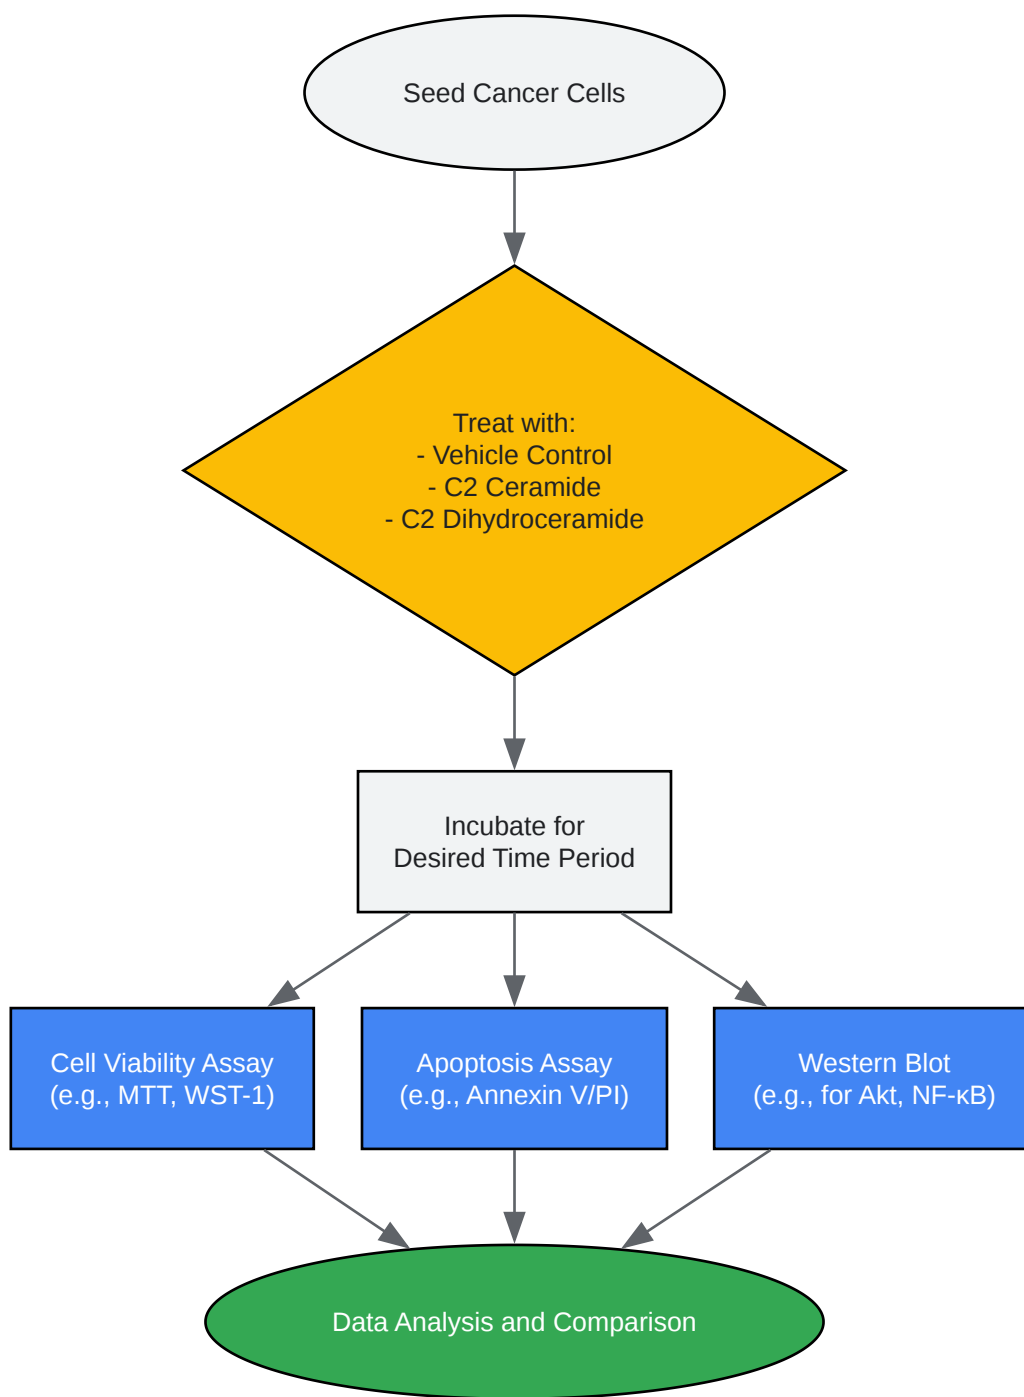 Seed Cancer Cells
Treat with:
- Vehicle Control
- C2 Ceramide
- C2 Dihydroceramide
Incubate for
Desired Time Period
Cell Viability Assay
(e.g., MTT, WST-1)
Apoptosis Assay
(e.g., Annexin V/PI)
Western Blot
(e.g., for Akt, NF-κB)
Data Analysis and Comparison